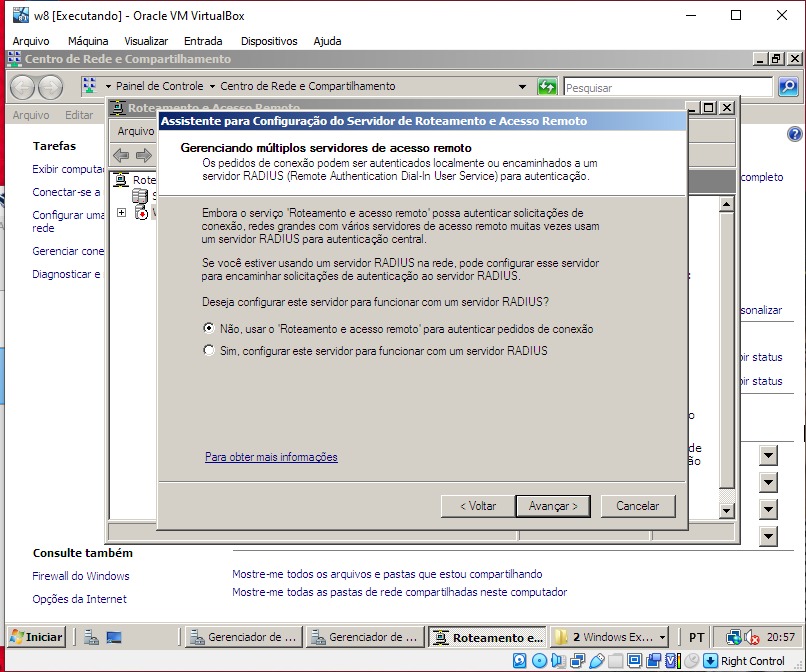 w8 [Executando] - Oracle VM VirtualBox
Arquivo Máquina Visualizar Entrada Dispositivos Ajuda
Centro de Rede e Compartilhamento
Painel de Controle Centro de Rede e Compartilhamento Pesquisar
Arquivo Editar
Roteamento e Acesso Remoto
Arquivo
Assistente para Configuração do Servidor de Roteamento e Acesso Remoto
Gerenciando múltiplos servidores de acesso remoto
Os pedidos de conexão podem ser autenticados localmente ou encaminhados a um
servidor RADIUS (Remote Authentication Dial-In User Service) para autenticação.
Tarefas
Exibir computa
Conectar-se a
Configurar uma
rede
Gerenciar cone
Diagnosticar e
Rote
S
completo
sonalizar
bir status
bir status
o
de
ão
Embora o serviço 'Roteamento e acesso remoto' possa autenticar solicitações de
conexão, redes grandes com vários servidores de acesso remoto muitas vezes usam
um servidor RADIUS para autenticação central.
Se você estiver usando um servidor RADIUS na rede, pode configurar esse servidor
para encaminhar solicitações de autenticação ao servidor RADIUS.
Deseja configurar este servidor para funcionar com um servidor RADIUS?
Não, usar o 'Roteamento e acesso remoto' para autenticar pedidos de conexão
Sim, configurar este servidor para funcionar com um servidor RADIUS
Para obter mais informações
< Voltar Avançar > Cancelar
Consulte também
Firewall do Windows
Opções da Internet
Mostre-me todos os arquivos e pastas que estou compartilhando
Mostre-me todas as pastas de rede compartilhadas neste computador
Iniciar Gerenciador de ... Gerenciador de ... Roteamento e... 2 Windows Ex... PT 20:57
Right Control